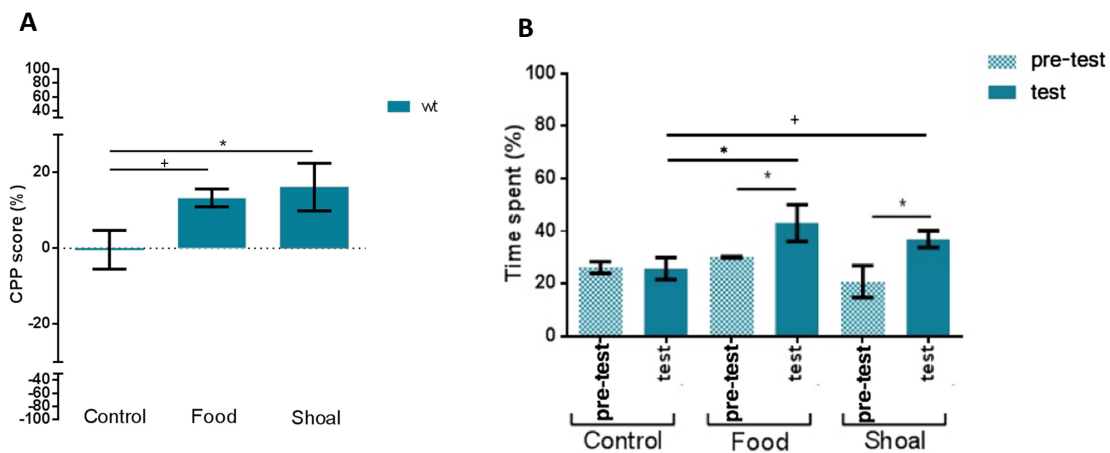 A
100
80
60
40
20
0
-20
-40
-60
-80
-100
CPP score (%)
*
+
wt
Control Food Shoal
B
pre-test
test
100
80
60
40
20
0
Time spent (%)
+
*
*
*
pre-test test pre-test test pre-test test
Control Food Shoal